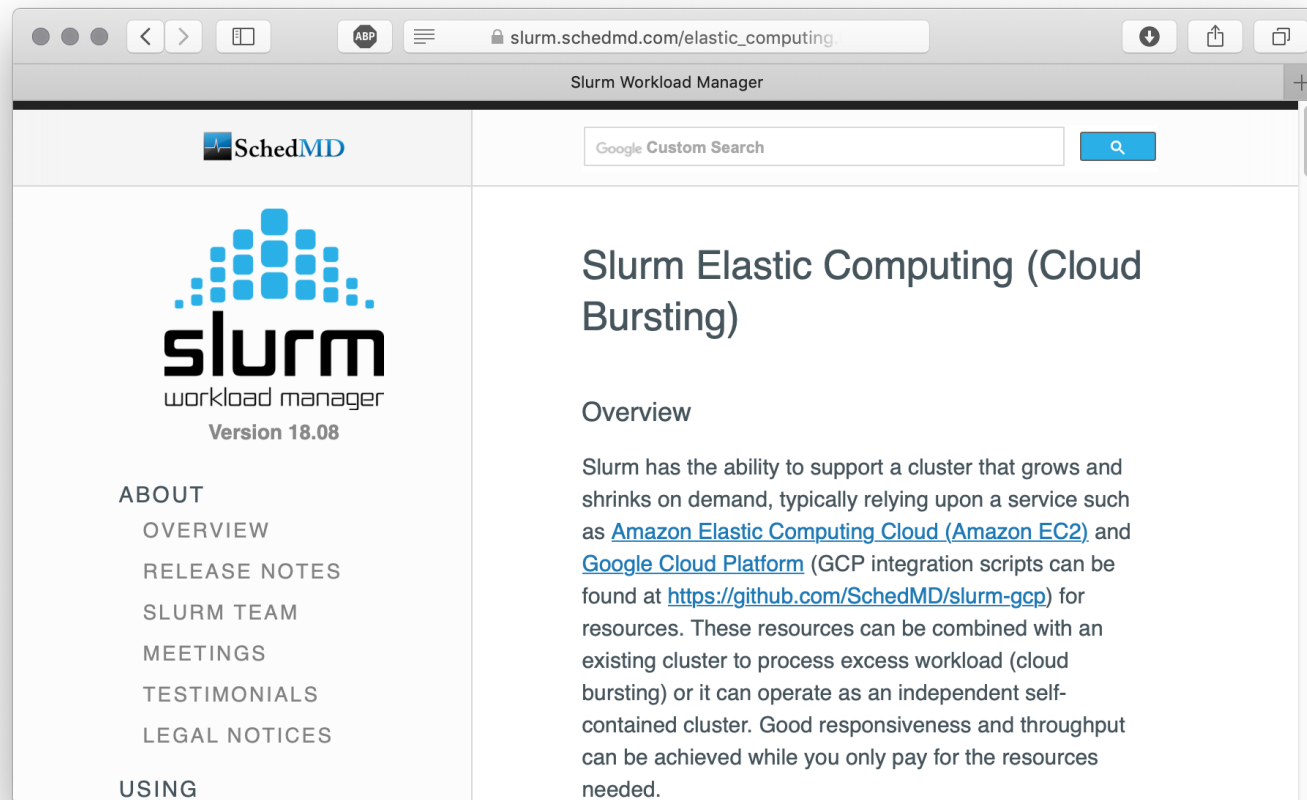 ABP
slurm.schedmd.com/elastic_computing.
Slurm Workload Manager
SchedMD
Google Custom Search
slurm
workload manager
Version 18.08
ABOUT
OVERVIEW
RELEASE NOTES
SLURM TEAM
MEETINGS
TESTIMONIALS
LEGAL NOTICES
USING
Slurm Elastic Computing (Cloud
Bursting)
Overview
Slurm has the ability to support a cluster that grows and
shrinks on demand, typically relying upon a service such
as Amazon Elastic Computing Cloud (Amazon EC2) and
Google Cloud Platform (GCP integration scripts can be
found at https://github.com/SchedMD/slurm-gcp) for
resources. These resources can be combined with an
existing cluster to process excess workload (cloud
bursting) or it can operate as an independent self-
contained cluster. Good responsiveness and throughput
can be achieved while you only pay for the resources
needed.